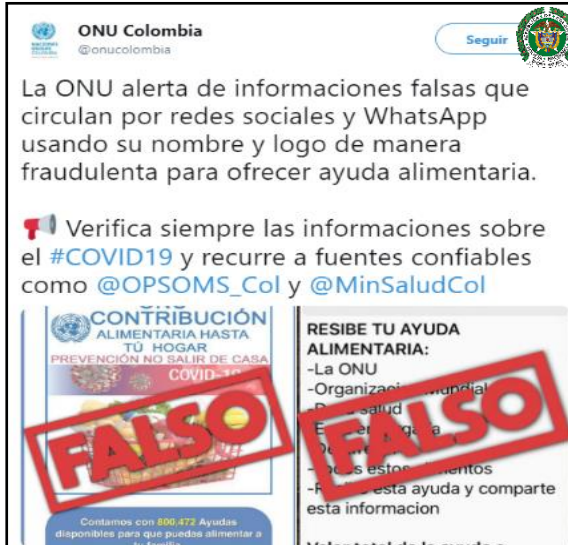 ONU Colombia
@onucolombia
Seguir
La ONU alerta de informaciones falsas que
circulan por redes sociales y WhatsApp
usando su nombre y logo de manera
fraudulenta para ofrecer ayuda alimentaria.
Verifica siempre las informaciones sobre
el #COVID19 y recurre a fuentes confiables
como @OPSOMS_Col y @MinSaludCol
CONTRIBUCIÓN
ALIMENTARIA HASTA
TÚ HOGAR
PREVENCIÓN NO SALIR DE CASA
COVID-19
FALSO
Contamos con 800,472 Ayudas
disponibles para que puedas alimentar a
RESIBE TU AYUDA
ALIMENTARIA:
-La ONU
FALSO
esta ayuda y comparte
esta informacion